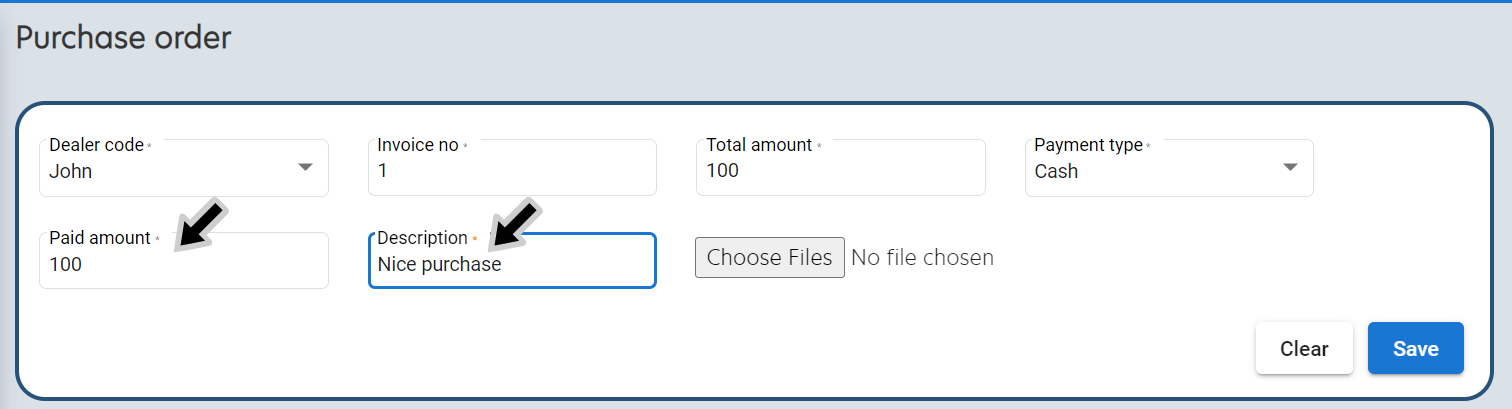 Purchase order
Dealer code *
John
Invoice no *
1
Total amount *
100
Payment type *
Cash
Paid amount *
100
Description *
Nice purchase
Choose Files No file chosen
Clear
Save